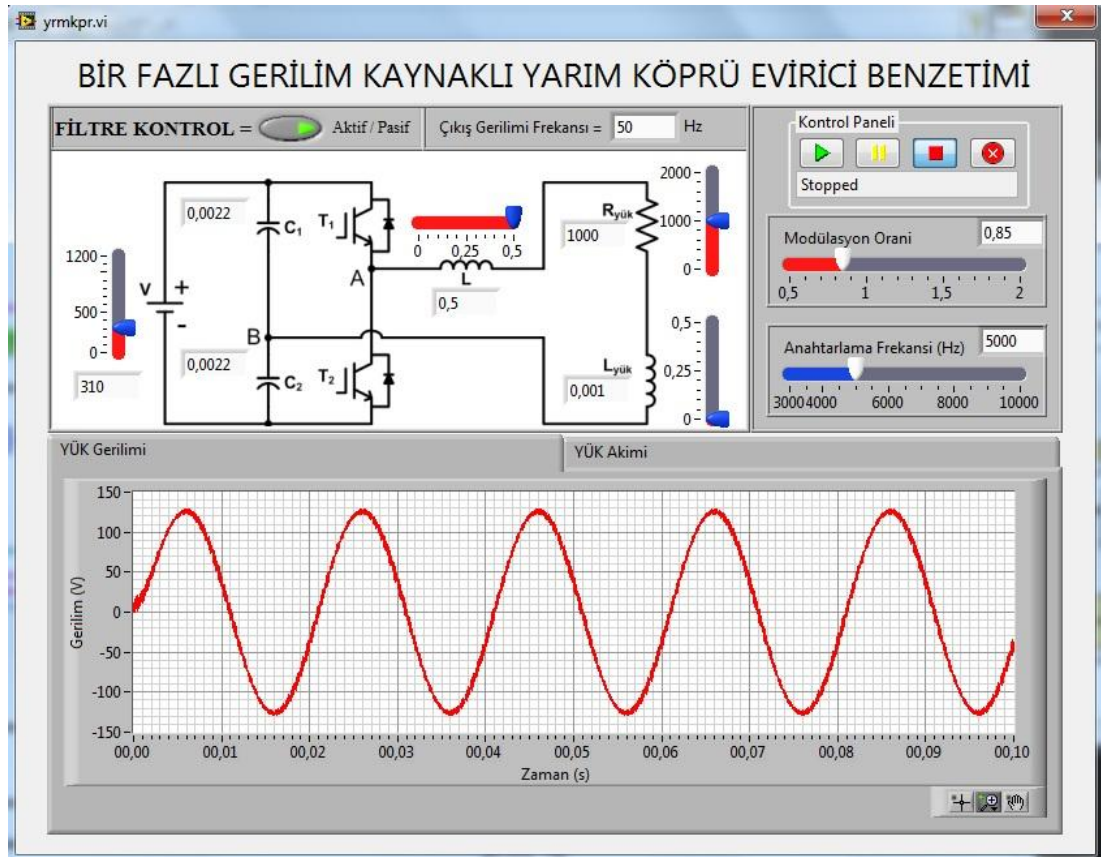 yrmkpr.vi
BİR FAZLI GERİLİM KAYNAKLI YARIM KÖPRÜ EVİRİCİ BENZETİMİ
FİLTRE KONTROL = Aktif / Pasif
Çıkış Gerilimi Frekansı = 50 Hz
Kontrol Paneli
Stopped
Modülasyon Orani 0,85
0,5 1 1,5 2
Anahtarlama Frekansi (Hz) 5000
3000 4000 6000 8000 10000
1200
500
0
310
V
+
-
0,0022
C1
T1
0,0022
C2
T2
A
B
0 0,25 0,5
L
0,5
Ryük
1000
2000
1000
0
Lyük
0,001
0,5
0,25
0
YÜK Gerilimi
YÜK Akimi
Gerilim (V)
150
100
50
0
-50
-100
-150
00,00 00,01 00,02 00,03 00,04 00,05 00,06 00,07 00,08 00,09 00,10
Zaman (s)